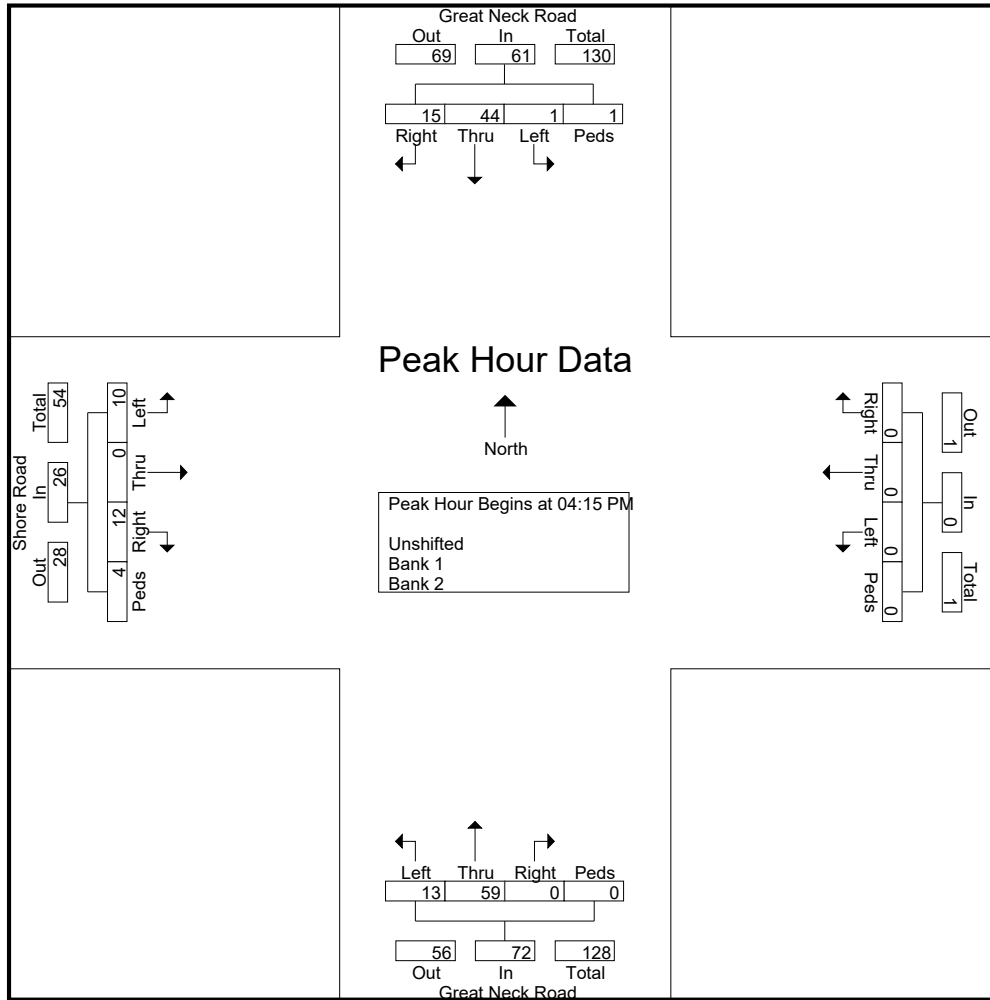 Great Neck Road
Out In Total
69 61 130
15 44 1 1
Right Thru Left Peds
Peak Hour Data
North
Peak Hour Begins at 04:15 PM
Unshifted
Bank 1
Bank 2
Shore Road
Out In Total
28 26 54
4 12 0 10
Peds Right Thru Left
Out In Total
1 0 1
0 0 0 0
Right Thru Left Peds
Left Thru Right Peds
13 59 0 0
56 72 128
Out In Total
Great Neck Road